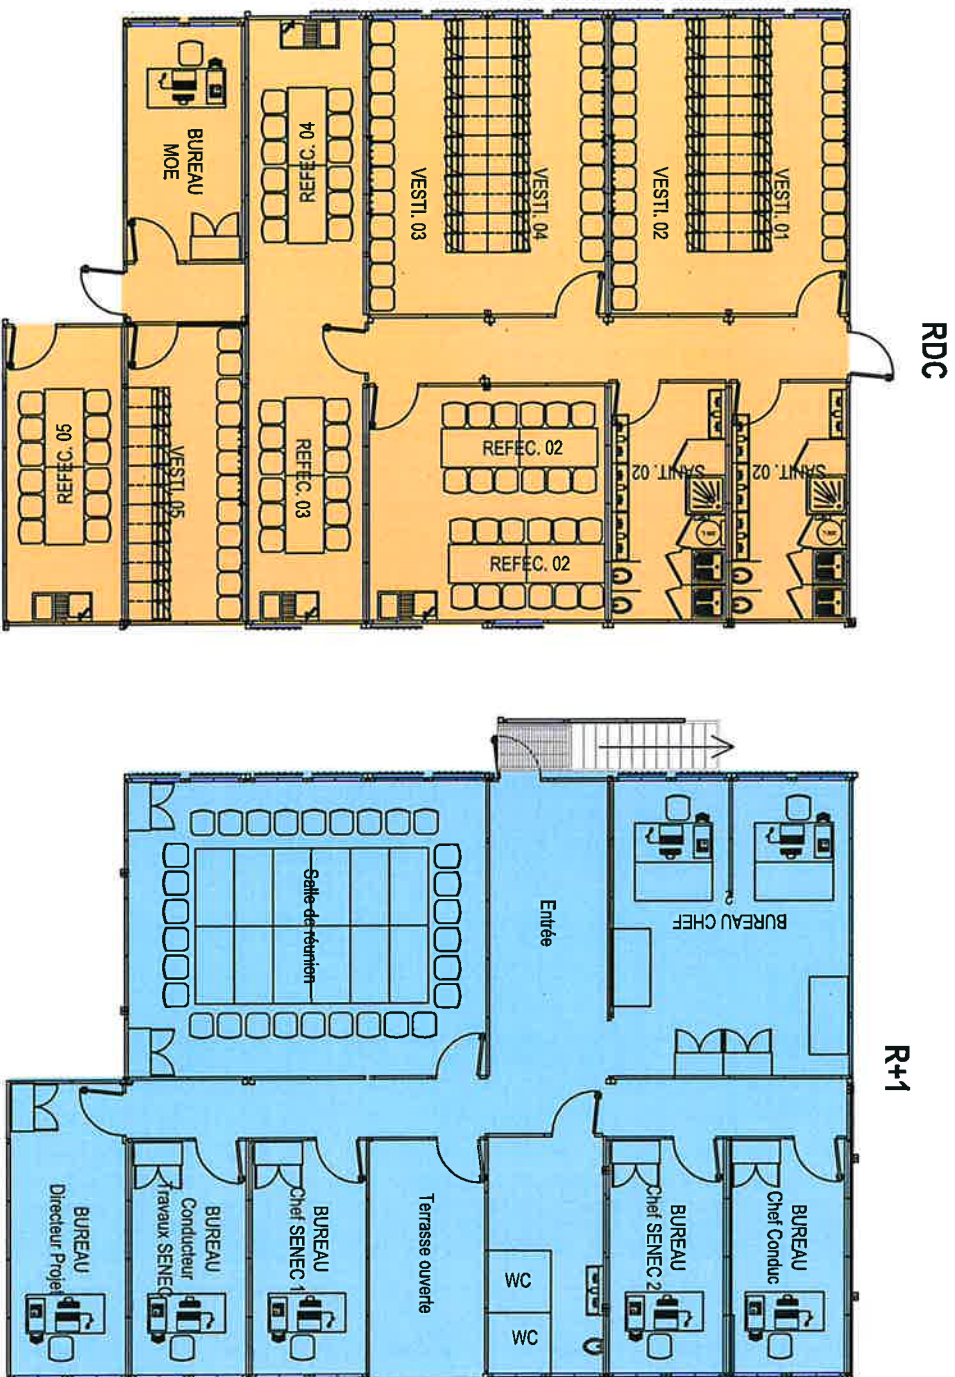 RDC
BUREAU
MOE
REFEC. 04
VESTI. 03
VESTI. 04
VESTI. 02
VESTI. 01
REFEC. 05
VESTI. 05
REFEC. 03
REFEC. 02
REFEC. 02
SANIT. 02
SANIT. 02
R+1
Salle de réunion
Entrée
BUREAU CHEF
BUREAU
Directeur Projet
BUREAU
Conducteur
Travaux SENEC
BUREAU
Chef SENEC 1
Terrasse ouverte
WC
WC
BUREAU
Chef SENEC 2
BUREAU
Chef Conduc